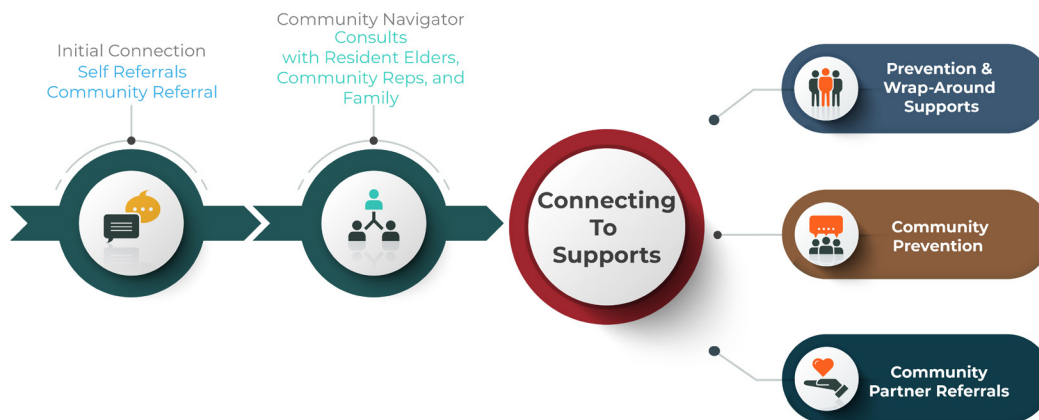 Initial Connection
Self Referrals
Community Referral
Community Navigator
Consults
with Resident Elders,
Community Reps, and
Family
Connecting
To
Supports
Prevention &
Wrap-Around
Supports
Community
Prevention
Community
Partner Referrals